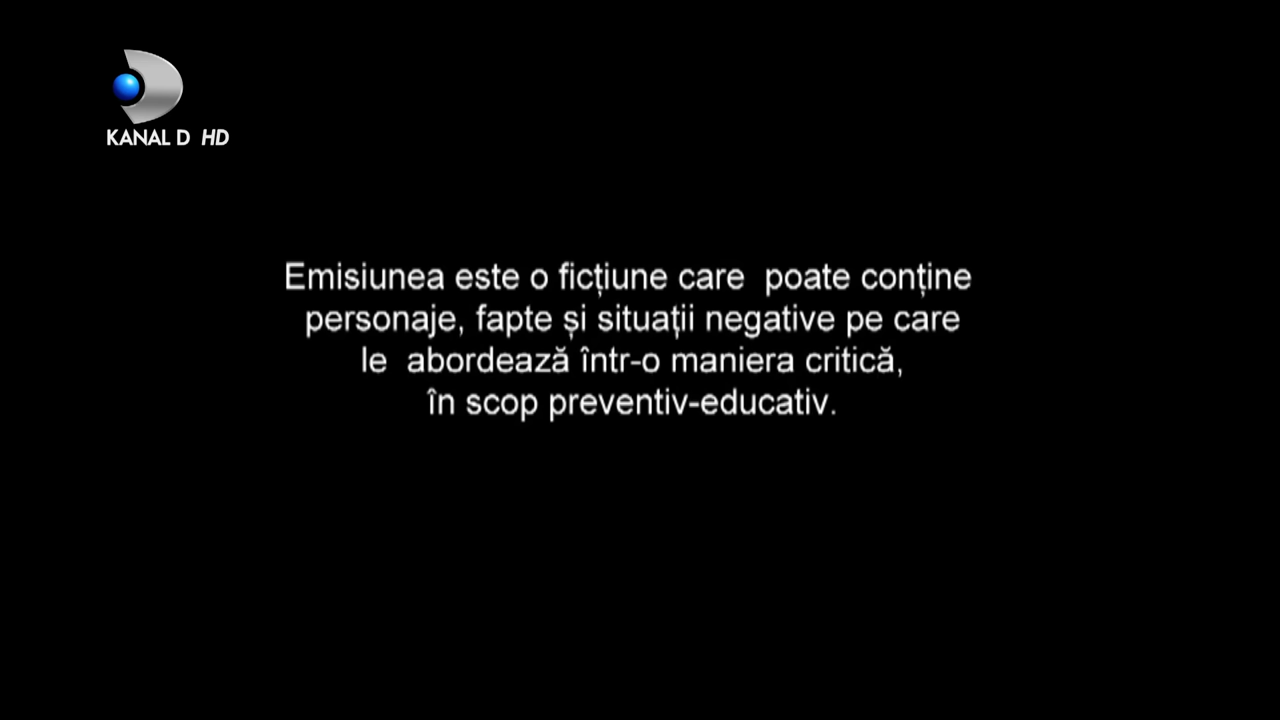 KANAL D HD
Emisiunea este o ficțiune care poate conține
personaje, fapte și situații negative pe care
le abordează într-o maniera critică,
în scop preventiv-educativ.